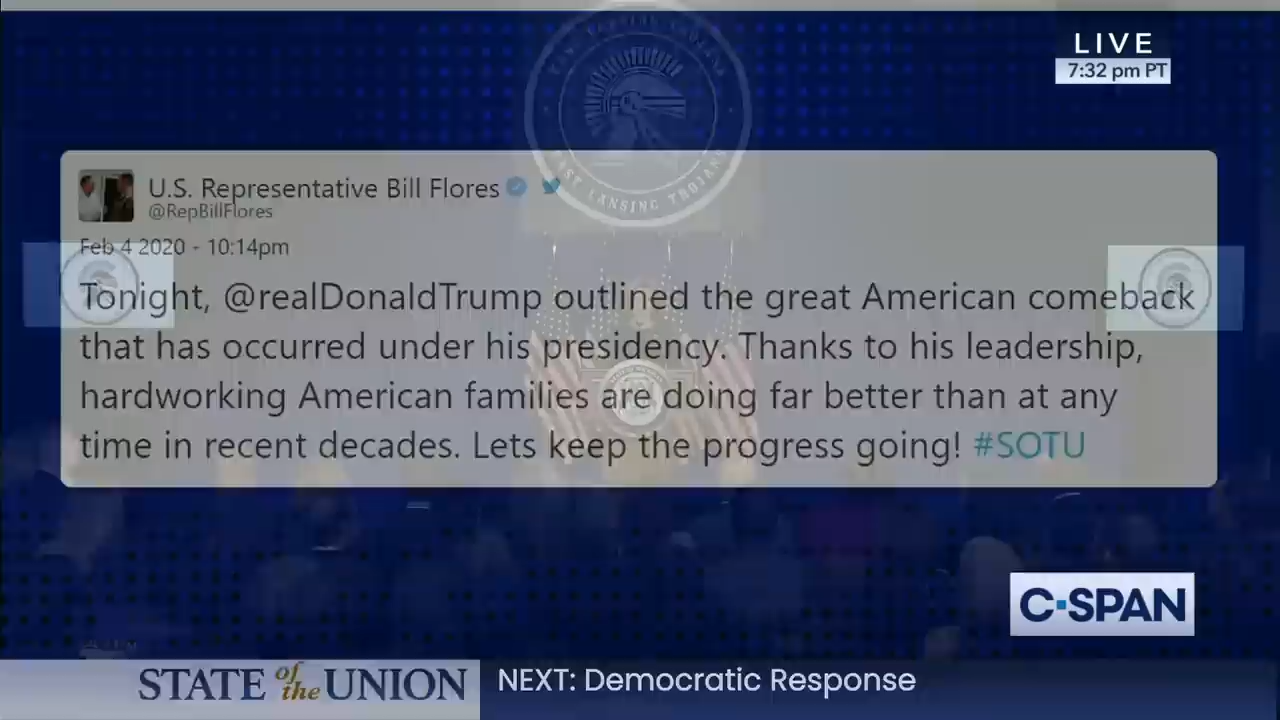 LIVE
7:32 pm PT
U.S. Representative Bill Flores
@RepBillFlores
Feb 4 2020 - 10:14pm
Tonight, @realDonaldTrump outlined the great American comeback
that has occurred under his presidency. Thanks to his leadership,
hardworking American families are doing far better than at any
time in recent decades. Lets keep the progress going! #SOTU
EAST LANSING TROJANS
C-SPAN
STATE of the UNION
NEXT: Democratic Response